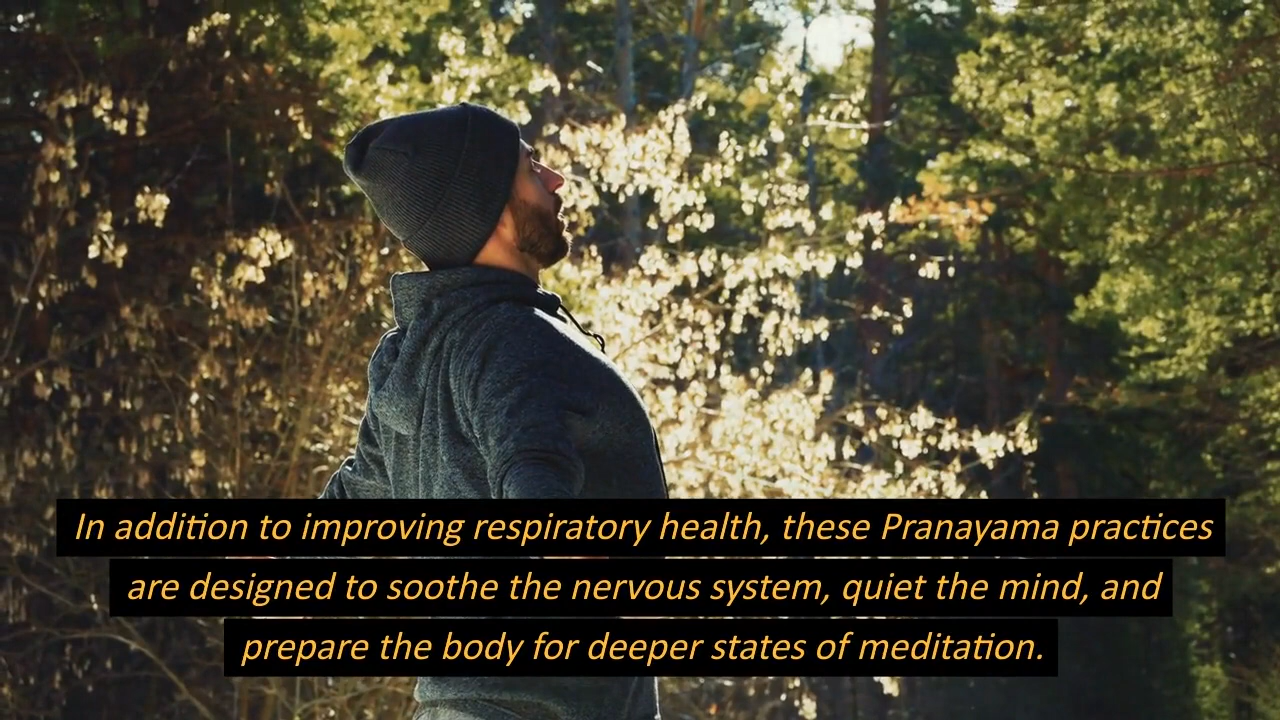 In addition to improving respiratory health, these Pranayama practices
are designed to soothe the nervous system, quiet the mind, and
prepare the body for deeper states of meditation.